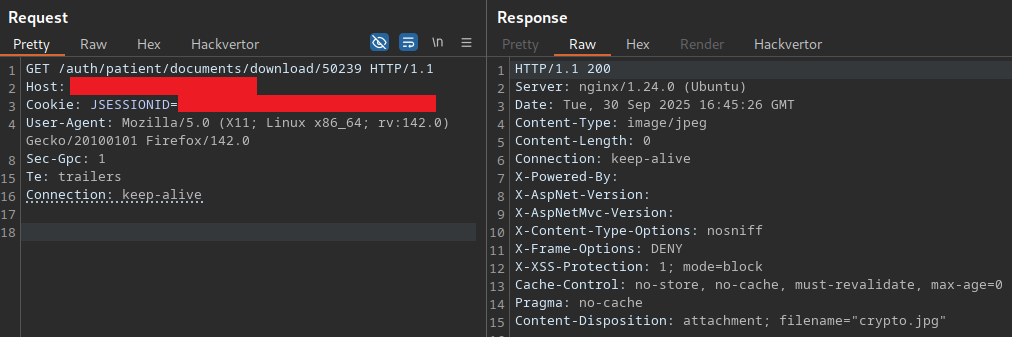 Request
Pretty Raw Hex Hackvertor \n
1 GET /auth/patient/documents/download/50239 HTTP/1.1
2 Host:
3 Cookie: JSESSIONID=
4 User-Agent: Mozilla/5.0 (X11; Linux x86_64; rv:142.0)
Gecko/20100101 Firefox/142.0
8 Sec-Gpc: 1
15 Te: trailers
16 Connection: keep-alive
17
18
Response
Pretty Raw Hex Render Hackvertor
1 HTTP/1.1 200
2 Server: nginx/1.24.0 (Ubuntu)
3 Date: Tue, 30 Sep 2025 16:45:26 GMT
4 Content-Type: image/jpeg
5 Content-Length: 0
6 Connection: keep-alive
7 X-Powered-By:
8 X-AspNet-Version:
9 X-AspNetMvc-Version:
10 X-Content-Type-Options: nosniff
11 X-Frame-Options: DENY
12 X-XSS-Protection: 1; mode=block
13 Cache-Control: no-store, no-cache, must-revalidate, max-age=0
14 Pragma: no-cache
15 Content-Disposition: attachment; filename="crypto.jpg"